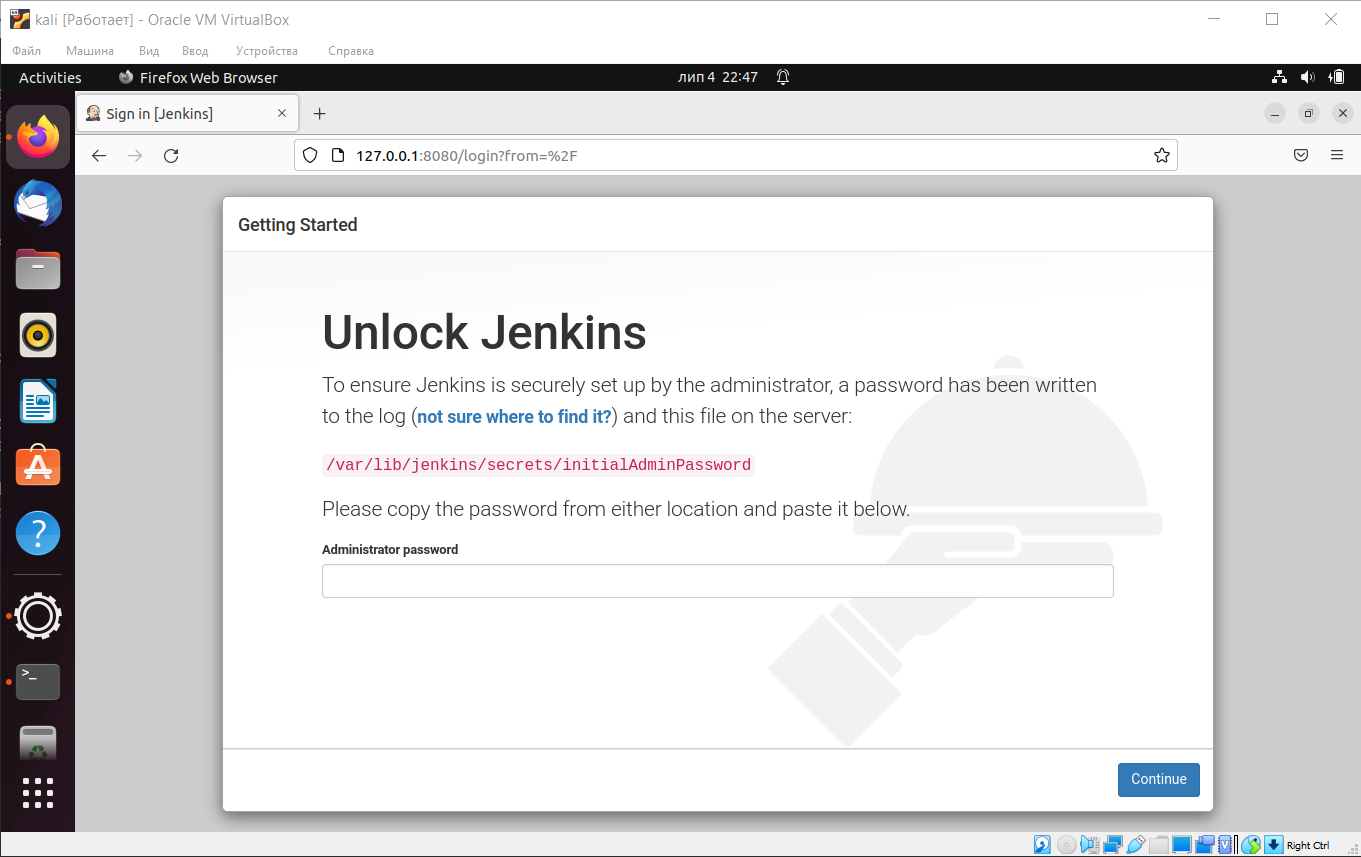 kali [Работает] - Oracle VM VirtualBox
Файл Машина Вид Ввод Устройства Справка
Activities Firefox Web Browser лип 4 22:47
Sign in [Jenkins]
127.0.0.1:8080/login?from=%2F
Getting Started
Unlock Jenkins
To ensure Jenkins is securely set up by the administrator, a password has been written
to the log (not sure where to find it?) and this file on the server:
/var/lib/jenkins/secrets/initialAdminPassword
Please copy the password from either location and paste it below.
Administrator password
Continue
Right Ctrl